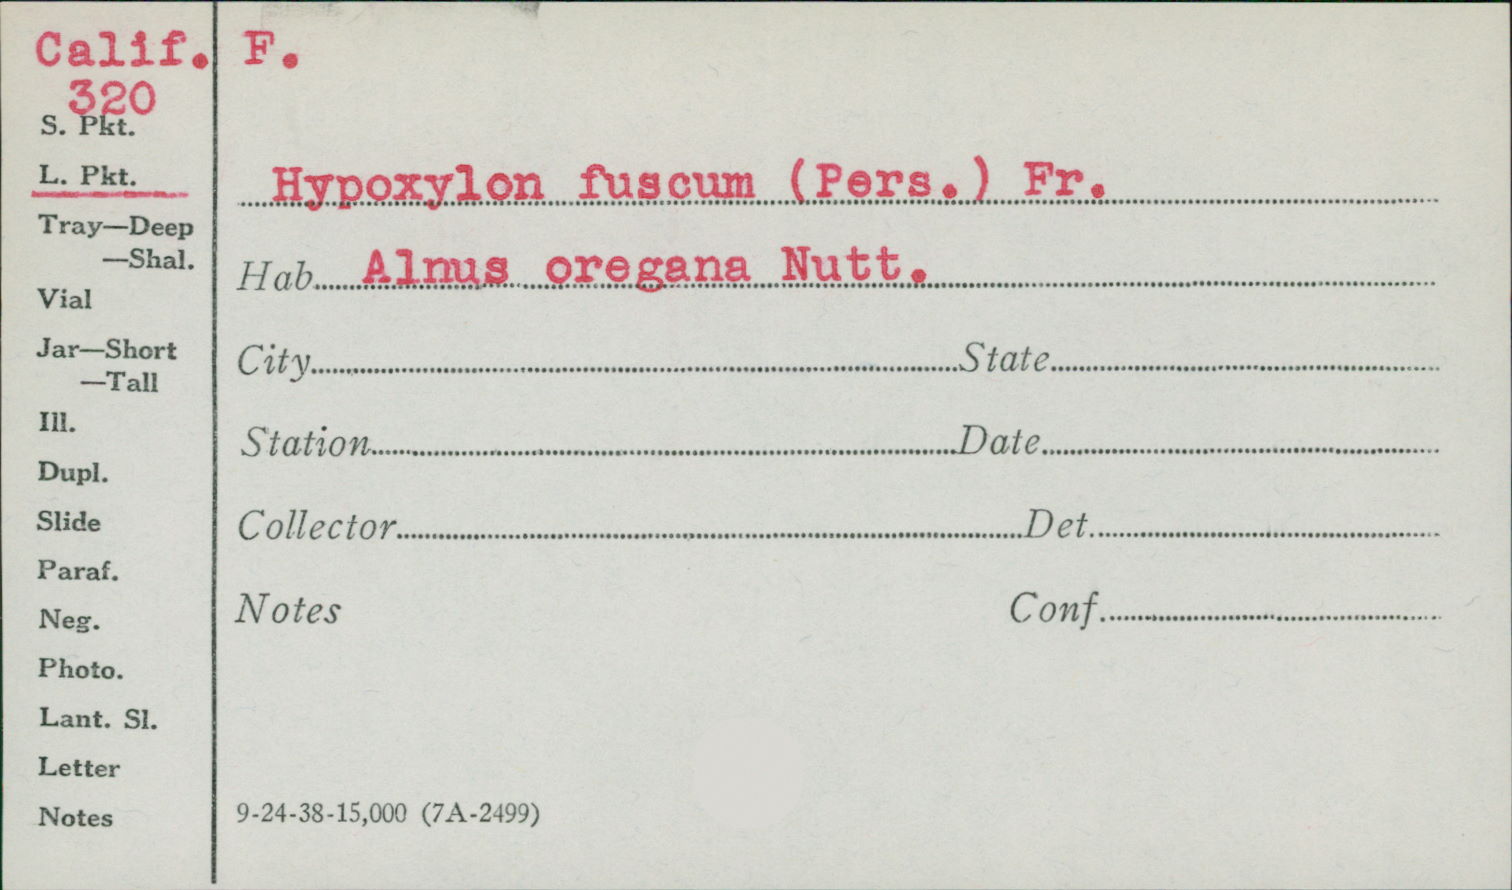 Calif. F.
320
S. Pkt.
L. Pkt.
Hypoxylon fuscum (Pers.) Fr.
Tray—Deep
—Shal.
Hab. Alnus oregana Nutt.
Vial
Jar—Short
—Tall
City State
Ill.
Station Date
Dupl.
Slide
Collector Det.
Paraf.
Neg.
Notes Conf.
Photo.
Lant. Sl.
Letter
Notes
9-24-38-15,000 (7A-2499)